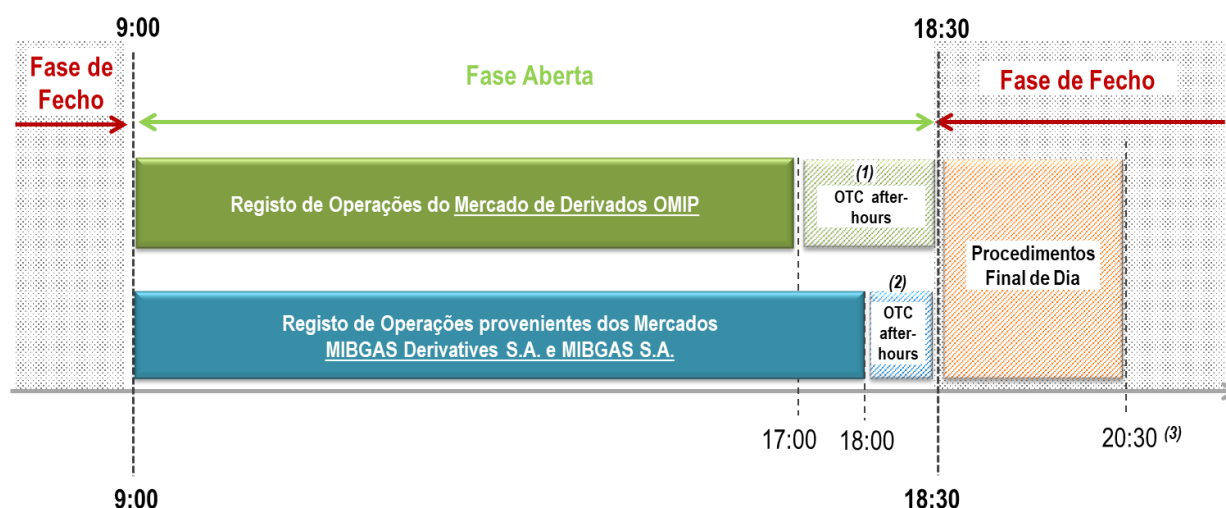 9:00
18:30
Fase de
Fecho
Fase Aberta
Fase de Fecho
Registo de Operações do Mercado de Derivados OMIP
(1)
OTC after-
hours
Procedimentos
Final de Dia
Registo de Operações provenientes dos Mercados
MIBGAS Derivatives S.A. e MIBGAS S.A.
(2)
OTC
after-
hours
17:00
18:00
20:30 (3)
9:00
18:30